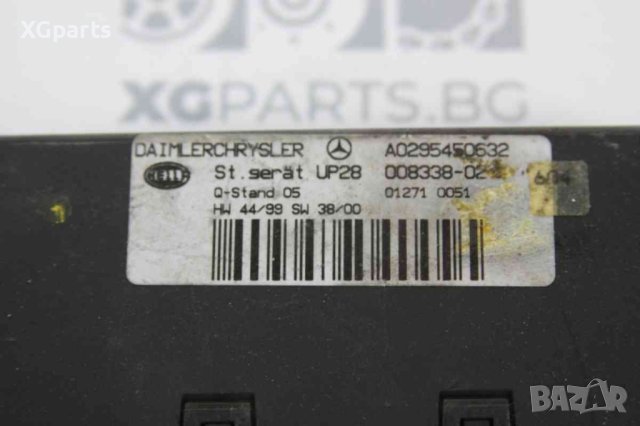 XGparts
XGPARTS.BG
DAIMLERCHRYSLER A0295450632
HELLA St.gerät UP28 008338-02
Q-Stand 05 01271 0051
HW 44/99 SW 38/00
604
BAZAR